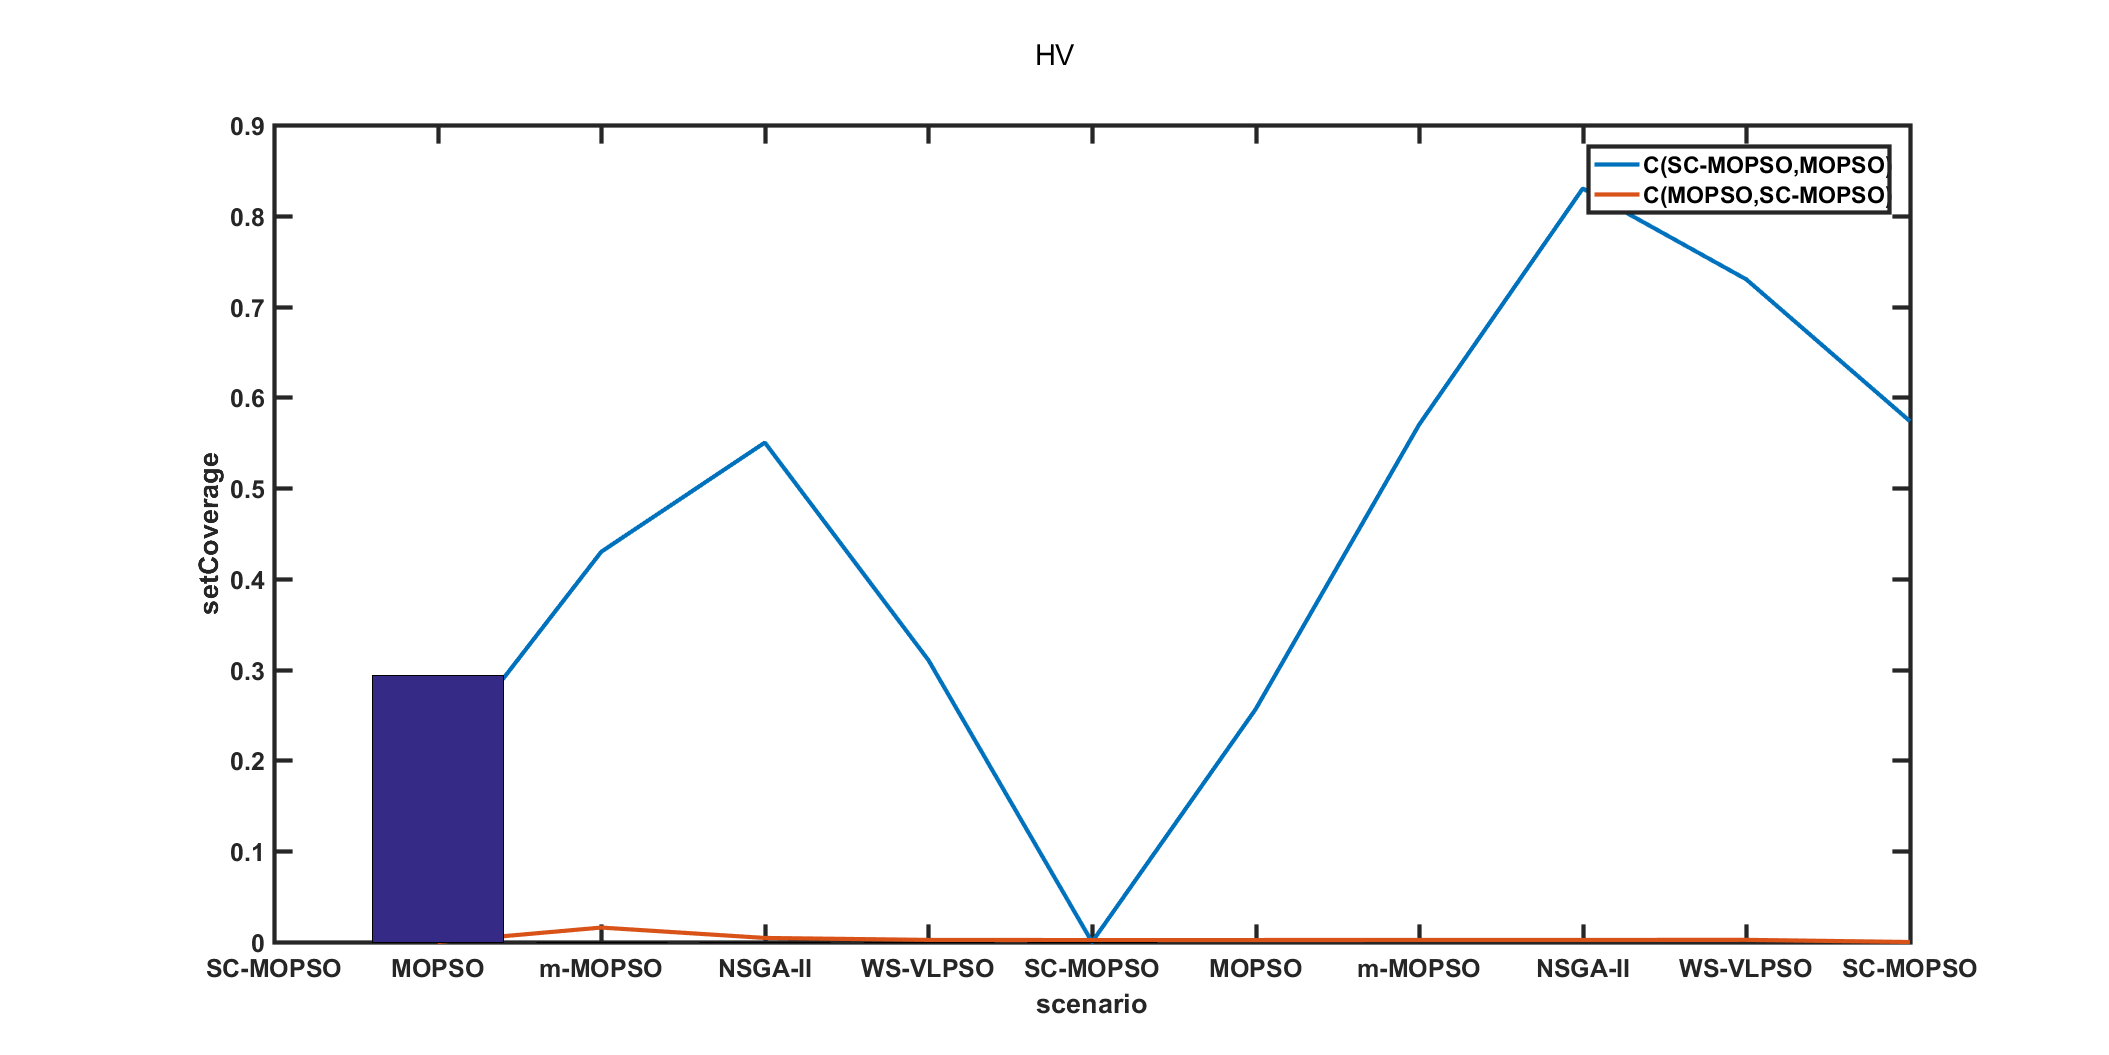 HV
0.9
0.8
0.7
0.6
0.5
0.4
0.3
0.2
0.1
0
setCoverage
C(SC-MOPSO,MOPSO)
C(MOPSO,SC-MOPSO)
SC-MOPSO MOPSO m-MOPSO NSGA-II WS-VLPSO SC-MOPSO MOPSO m-MOPSO NSGA-II WS-VLPSO SC-MOPSO
scenario